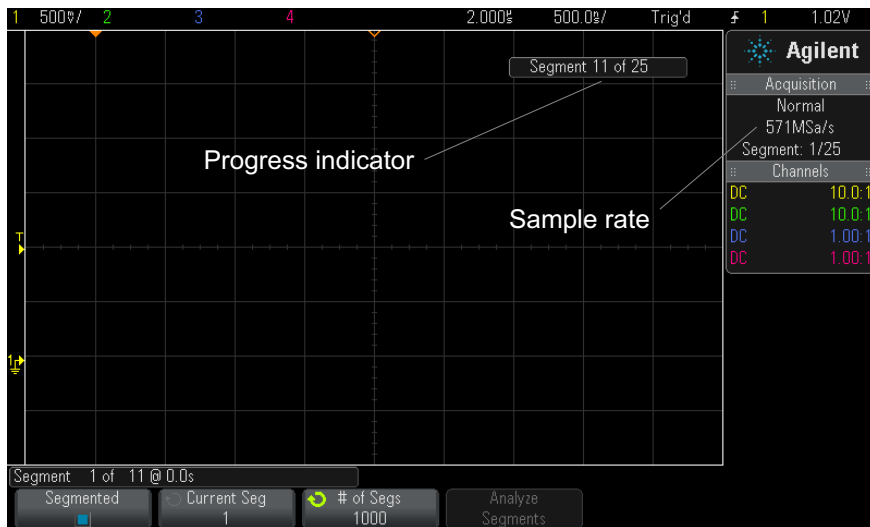 1 500▿/ 2 3 4 2.000s 500.0s/ Trig'd 1 1.02V
Segment 11 of 25
Agilent
Acquisition
Normal
571MSa/s
Segment: 1/25
Channels
DC 10.0:1
DC 10.0:1
DC 1.00:1
DC 1.00:1
Progress indicator
Sample rate
T
1
Segment 1 of 11 @ 0.0s
Segmented
Current Seg
1
# of Segs
1000
Analyze
Segments